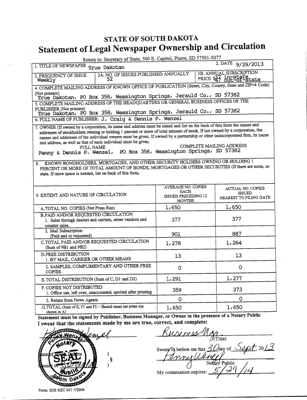 STATE OF SOUTH DAKOTA
Statement of Legal Newspaper Ownership and Circulation
Return to: Secretary of State, 500 E. Capitol, Pierre, SD 57501-5077
1. TITLE OF NEWSPAPER True Dakotan
2. DATE 9/29/2013
3. FREQUENCY OF ISSUE Weekly
3A. NO. OF ISSUES PUBLISHED ANNUALLY 52
3B. ANNUAL SUBSCRIPTION PRICE
4. COMPLETE MAILING ADDRESS OF KNOWN OFFICE OF PUBLICATION (Street, City, County, State and ZIP+4 Code)
(Not printers)
True Dakotan, PO Box 358, Wessington Springs, Jerauld Co., SD 57382
5. COMPLETE MAILING ADDRESS OF THE HEADQUARTERS OR GENERAL BUSINESS OFFICES OF THE
PUBLISHER (Not printers)
True Dakotan, PO Box 358, Wessington Springs, Jerauld Co. SD 57382
6. FULL NAME OF PUBLISHER: J. Craig & Dennis F. Wenzel
7. OWNER (If owned by a corporation, its name and address must be stated and list on the back of this form the names and
addresses of stockholders owning or holding 1 percent or more total amount of stock. If not owned by a corporation, the
names and addresses of the individual owners must be given. If owned by a partnership or other unincorporated firm, its name
and address, as well as that of each individual must be given.
FULL NAME COMPLETE MAILING ADDRESS
Penny & Dennis F. Wenzel, PO Box 358, Wessington Springs, SD 57382
8. KNOWN BONDHOLDERS, MORTGAGES, AND OTHER SECURITY HOLDERS OWNING OR HOLDING 1
PERCENT OR MORE OF TOTAL AMOUNT OF BONDS, MORTGAGES OR OTHER SECURITIES (If there are none, so
state. If more space is needed, list on back of this form.
9. EXTENT AND NATURE OF CIRCULATION
AVERAGE NO. COPIES EACH ISSUED PRECEDING 12 MONTHS
ACTUAL NO. COPIES ISSUED NEAREST TO FILING DATE
A. TOTAL NO. COPIES (Net Press Run) 1,650 1,650
B. PAID AND/OR REQUESTED CIRCULATION
1. Sales through dealers and carriers, street vendors and counter sales 377 377
2. Mail Subscription (Paid and or requested) 901 887
C. TOTAL PAID AND/OR REQUESTED CIRCULATION (Sum of 9B1 and 9B2) 1,278 1,264
D. FREE DISTRIBUTION
1. BY MAIL, CARRIER OR OTHER MEANS 13 13
2. SAMPLES, COMPLIMENTARY AND OTHER FREE COPIES 0 0
E. TOTAL DISTRIBUTION (Sum of C, D1 and D2) 1,291 1,277
F. COPIES NOT DISTRIBUTED
1. Office use, left over, unaccounted, spoiled after printing 359 373
2. Return from News Agents 0 0
G. TOTAL (Sum of E, F1 and F2 - Should equal net press run shown in A) 1,650 1,650
Statement must be signed by Publisher, Business Manager, or Owner in the presence of a Notary Public
I swear that the statements made by me are true, correct, and complete:
Business Mgr.
(Title)
Sworn to before me this 30 day of Sept 2013
Notary Public
My commission expires: 5/29/14
SEAL
Form: SOS REC 051 7/2004